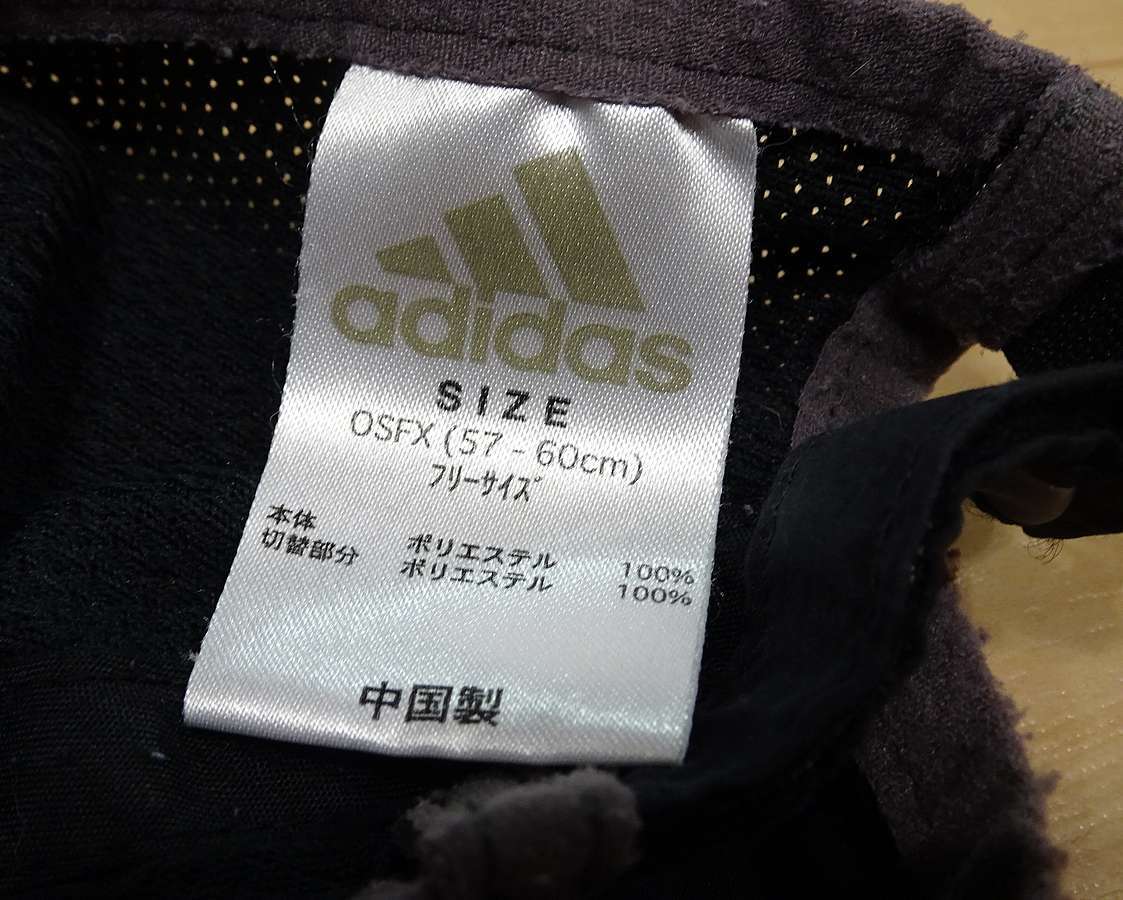 adidas
SIZE
OSFX (57 - 60cm)
フリーサイズ
本体 ポリエステル 100%
切替部分 ポリエステル 100%
中国製